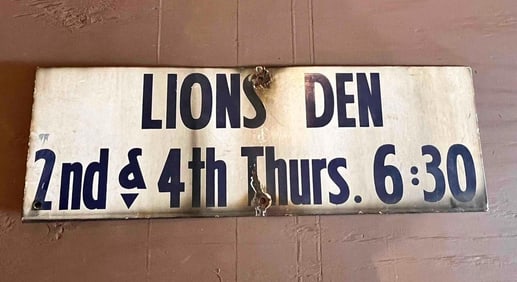 LIONS DEN
2nd & 4th Thurs. 6:30